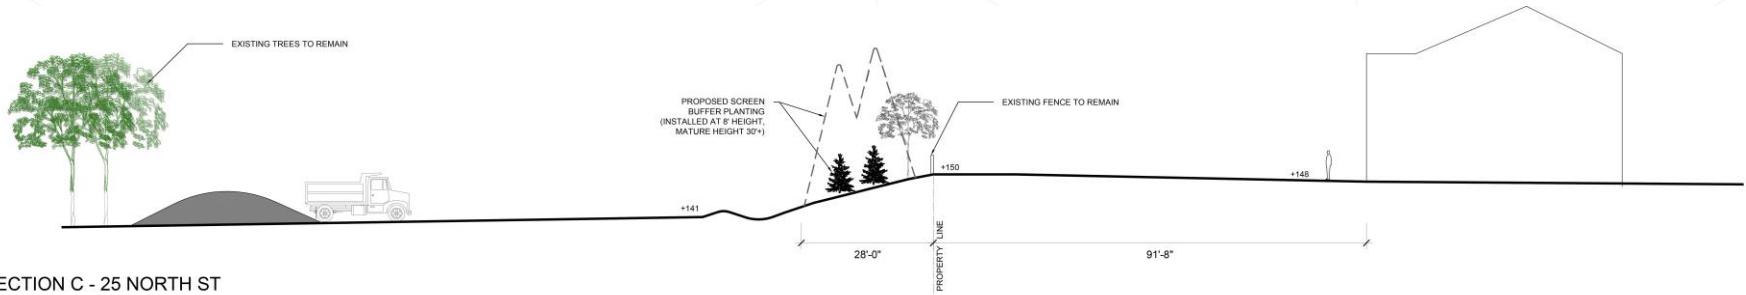 EXISTING TREES TO REMAIN
PROPOSED SCREEN
BUFFER PLANTING
(INSTALLED AT 8' HEIGHT,
MATURE HEIGHT 30'+)
EXISTING FENCE TO REMAIN
+150
+148
+141
28'-0"
PROPERTY LINE
91'-8"
ECTION C - 25 NORTH ST